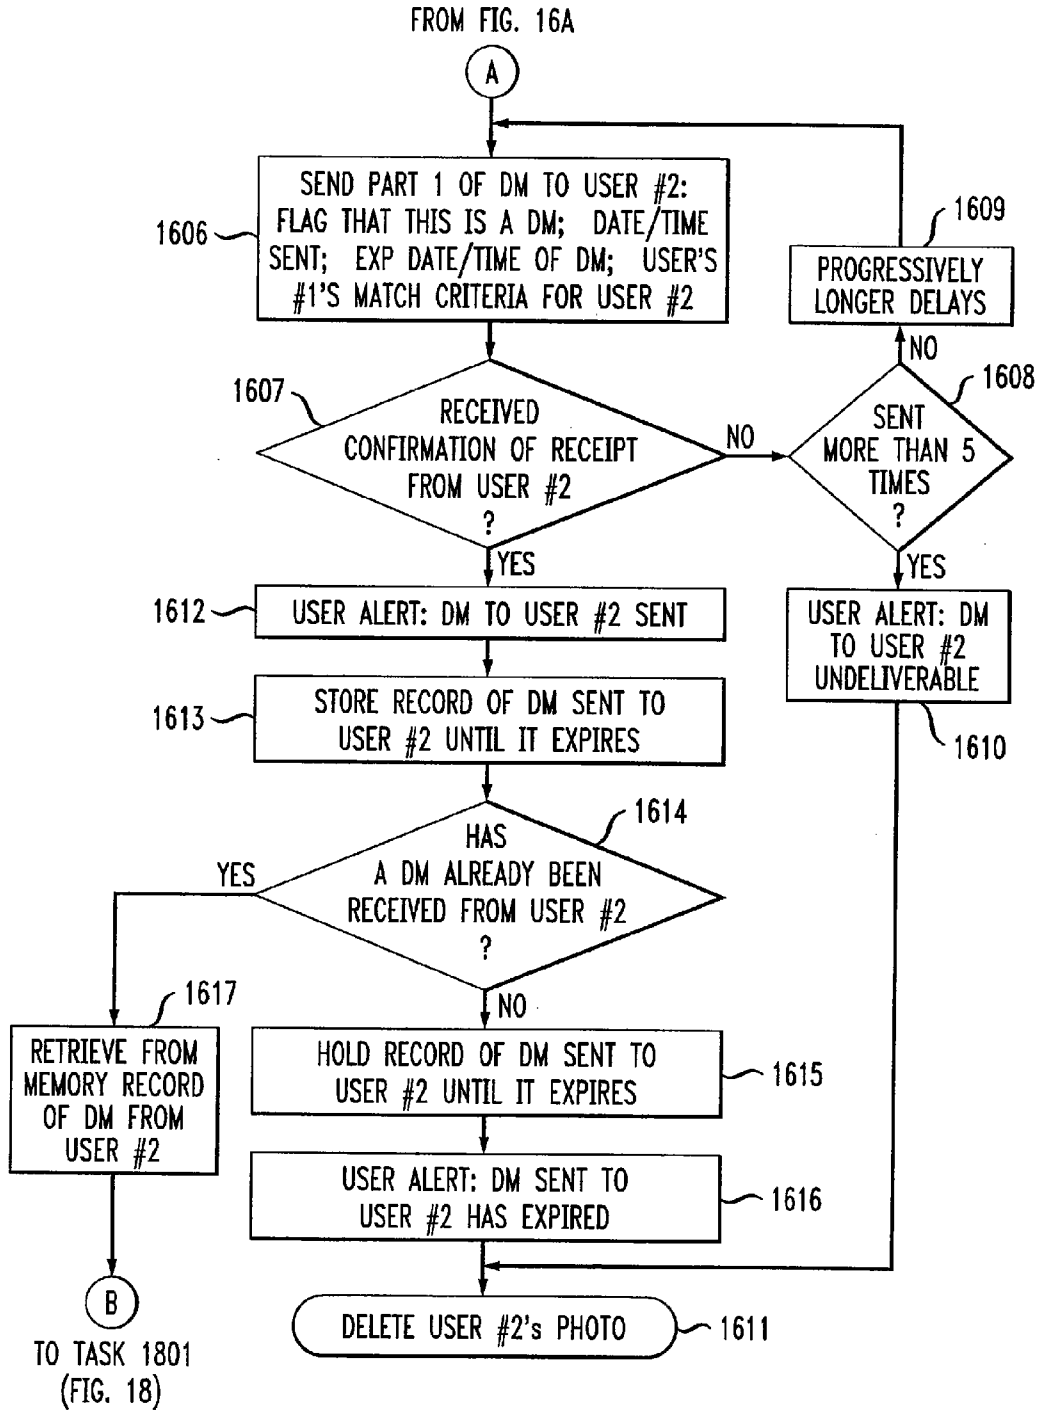 FROM FIG. 16A
A
SEND PART 1 OF DM TO USER #2:
FLAG THAT THIS IS A DM; DATE/TIME
SENT; EXP DATE/TIME OF DM; USER'S
#1'S MATCH CRITERIA FOR USER #2
1606
1609
PROGRESSIVELY
LONGER DELAYS
NO
1607
RECEIVED
CONFIRMATION OF RECEIPT
FROM USER #2
?
NO
1608
SENT
MORE THAN 5
TIMES
?
YES
YES
1612
USER ALERT: DM TO USER #2 SENT
USER ALERT: DM
TO USER #2
UNDELIVERABLE
1610
1613
STORE RECORD OF DM SENT TO
USER #2 UNTIL IT EXPIRES
1614
HAS
A DM ALREADY BEEN
RECEIVED FROM USER #2
?
YES
NO
1617
RETRIEVE FROM
MEMORY RECORD
OF DM FROM
USER #2
HOLD RECORD OF DM SENT TO
USER #2 UNTIL IT EXPIRES
1615
USER ALERT: DM SENT TO
USER #2 HAS EXPIRED
1616
B
TO TASK 1801
(FIG. 18)
DELETE USER #2's PHOTO
1611